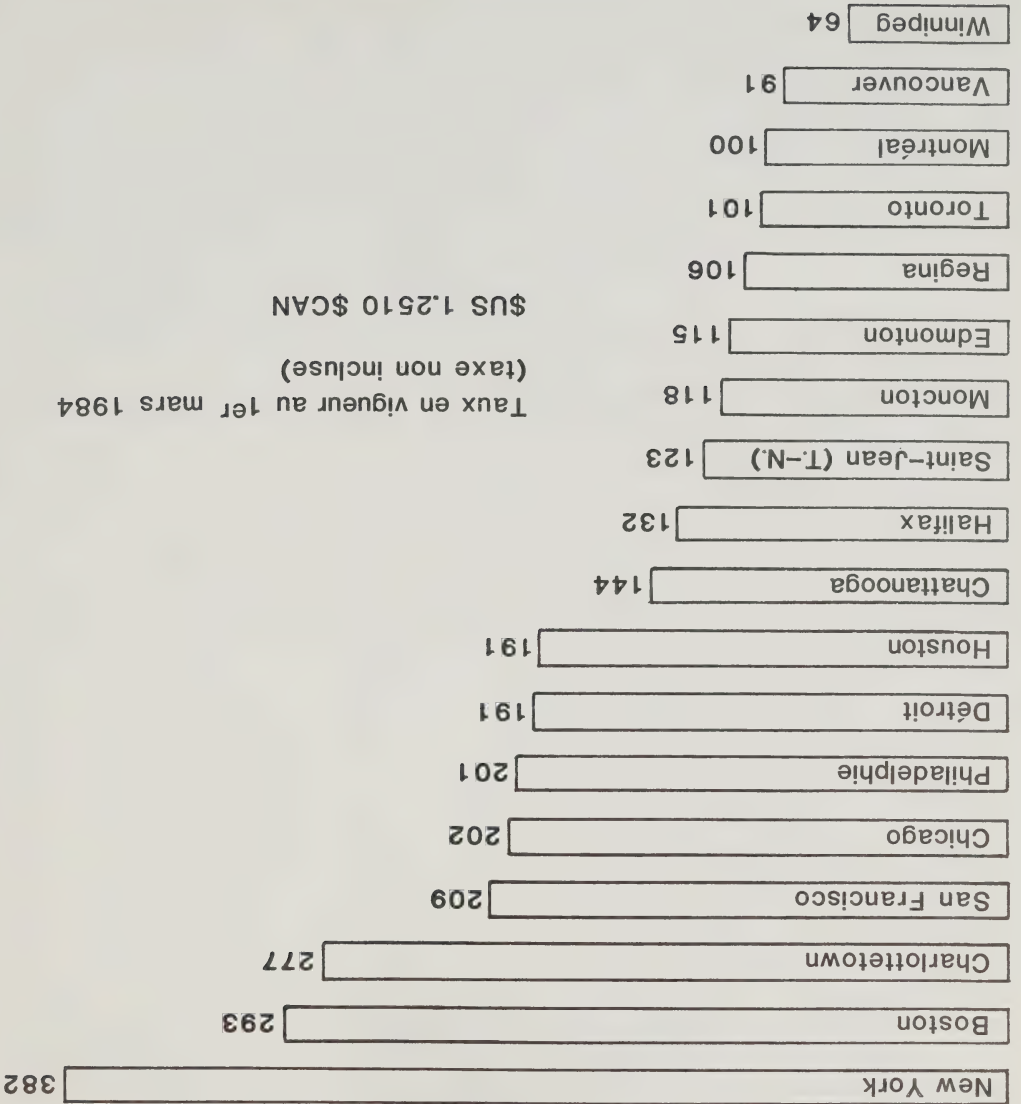 New York 382
Boston 293
Charlottetown 277
San Francisco 209
Chicago 202
Philadelphie 201
Détroit 191
Houston 191
Chattanooga 144
Halifax 132
Saint-Jean (T.-N.) 123
Moncton 118
Taux en vigueur au 1er mars 1984
(taxe non incluse)
Edmonton 115
$US 1.2510 $CAN
Regina 106
Toronto 101
Montréal 100
Vancouver 91
Winnipeg 64